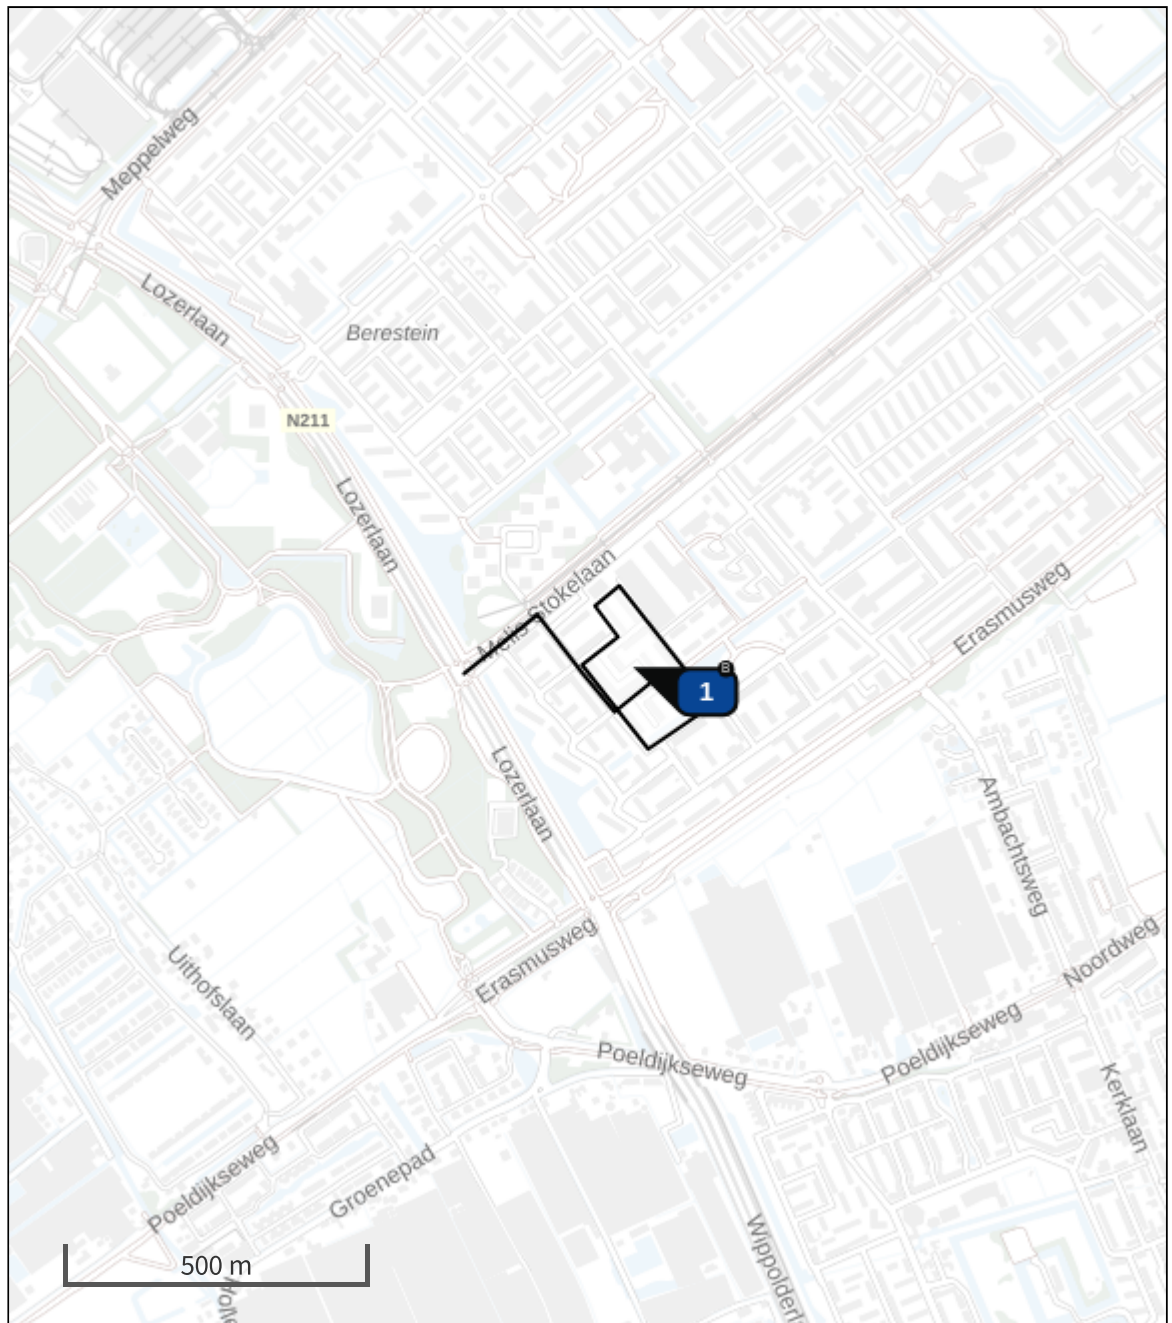 Meppelweg
Lozerlaan
Berestein
N211
Lozerlaan
Melis Stokelaan
Erasmusweg
B
1
Lozerlaan
Ambachtsweg
Uithofslaan
Erasmusweg
Noordweg
Poeldijkseweg
Poeldijkseweg
Kerklaan
Poeldijkseweg
Groenepad
500 m